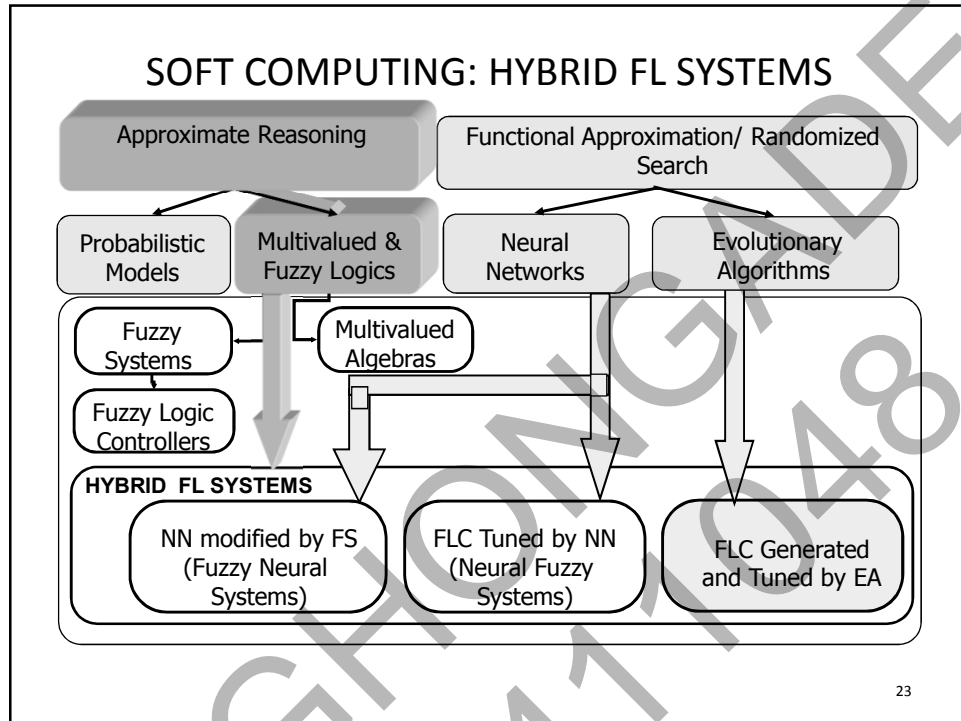 SOFT COMPUTING: HYBRID FL SYSTEMS
Approximate Reasoning
Functional Approximation/ Randomized
Search
Probabilistic
Models
Multivalued &
Fuzzy Logics
Neural
Networks
Evolutionary
Algorithms
Fuzzy
Systems
Multivalued
Algebras
Fuzzy Logic
Controllers
HYBRID FL SYSTEMS
NN modified by FS
(Fuzzy Neural
Systems)
FLC Tuned by NN
(Neural Fuzzy
Systems)
FLC Generated
and Tuned by EA
23
GHONGADE
411048